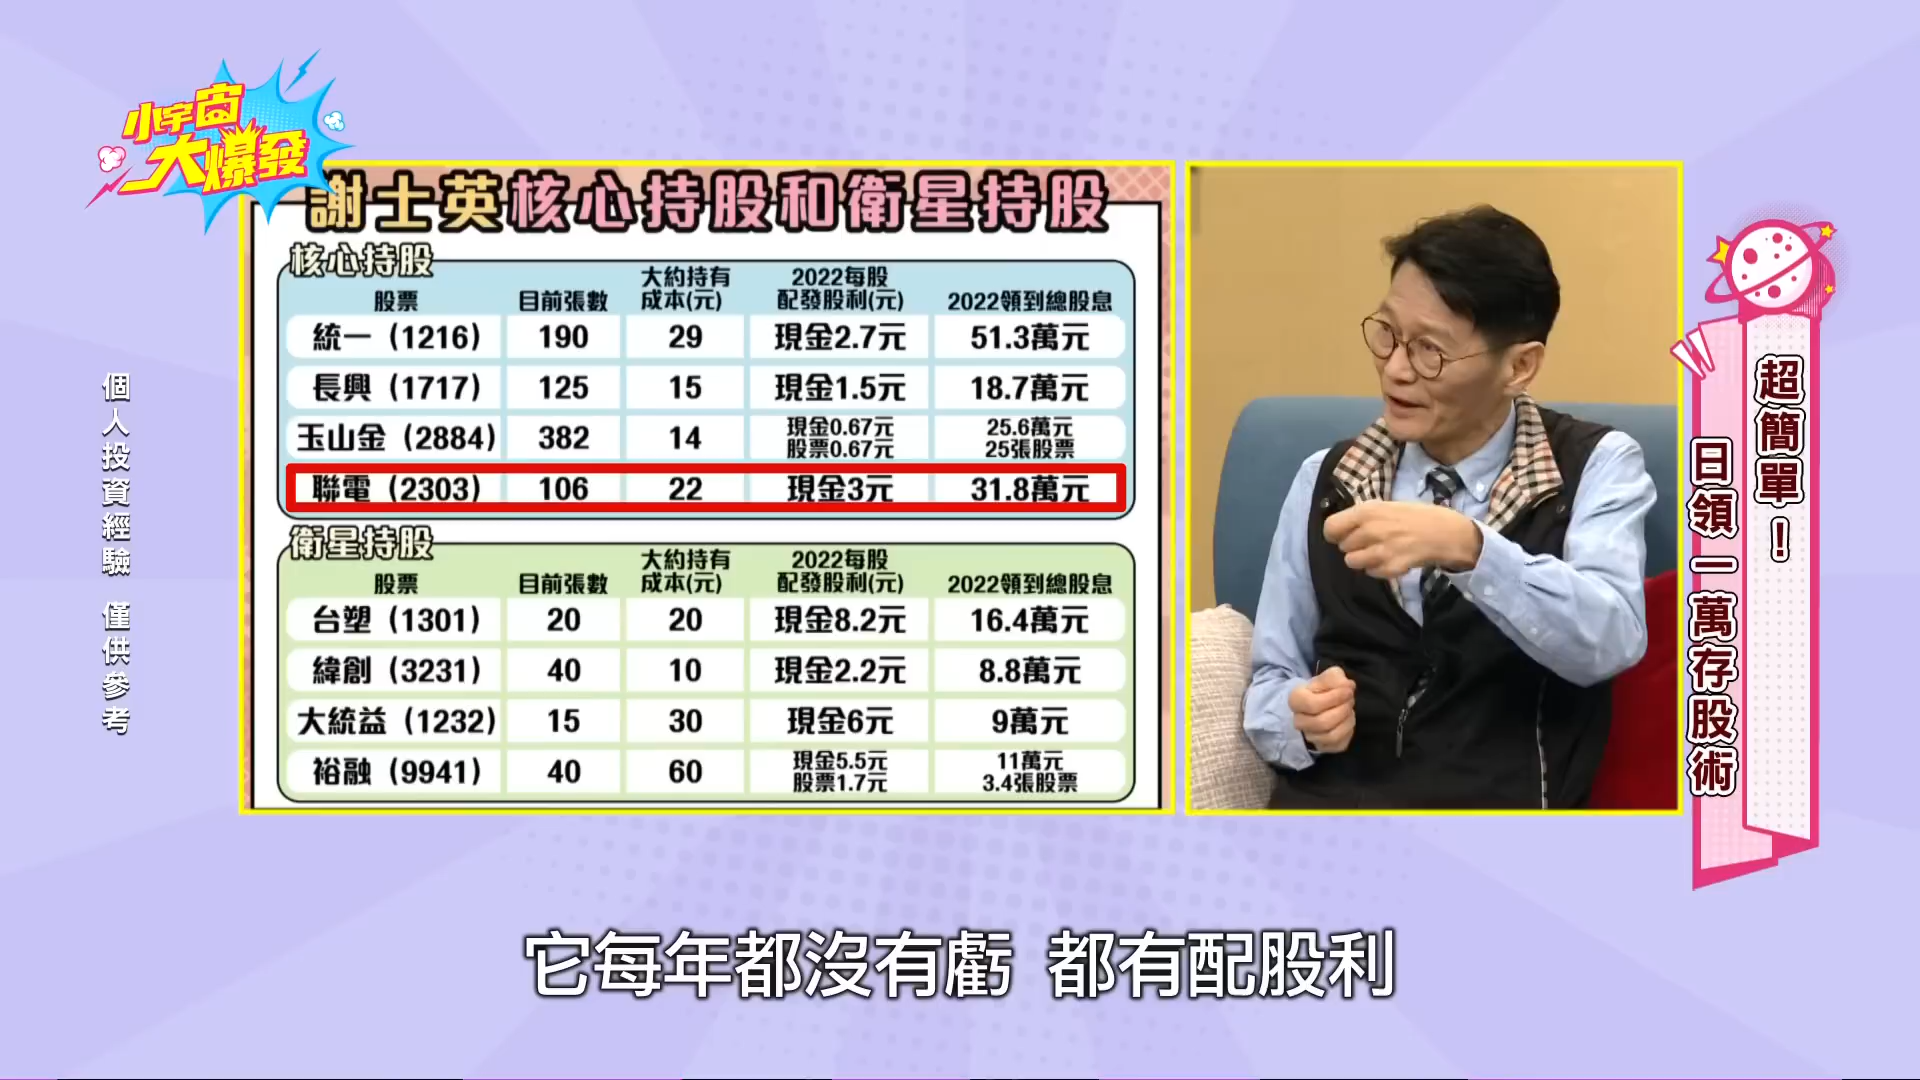 小宇宙
大爆發
謝士英核心持股和衛星持股
核心持股
股票 目前張數 大約持有成本(元) 2022每股配發股利(元) 2022領到總股息
統一(1216) 190 29 現金2.7元 51.3萬元
長興(1717) 125 15 現金1.5元 18.7萬元
玉山金(2884) 382 14 現金0.67元 股票0.67元 25.6萬元 25張股票
聯電(2303) 106 22 現金3元 31.8萬元
衛星持股
股票 目前張數 大約持有成本(元) 2022每股配發股利(元) 2022領到總股息
台塑(1301) 20 20 現金8.2元 16.4萬元
緯創(3231) 40 10 現金2.2元 8.8萬元
大統益(1232) 15 30 現金6元 9萬元
裕融(9941) 40 60 現金5.5元 股票1.7元 11萬元 3.4張股票
個人投資經驗 僅供參考
超簡單！
日領一萬存股術
它每年都沒有虧 都有配股利